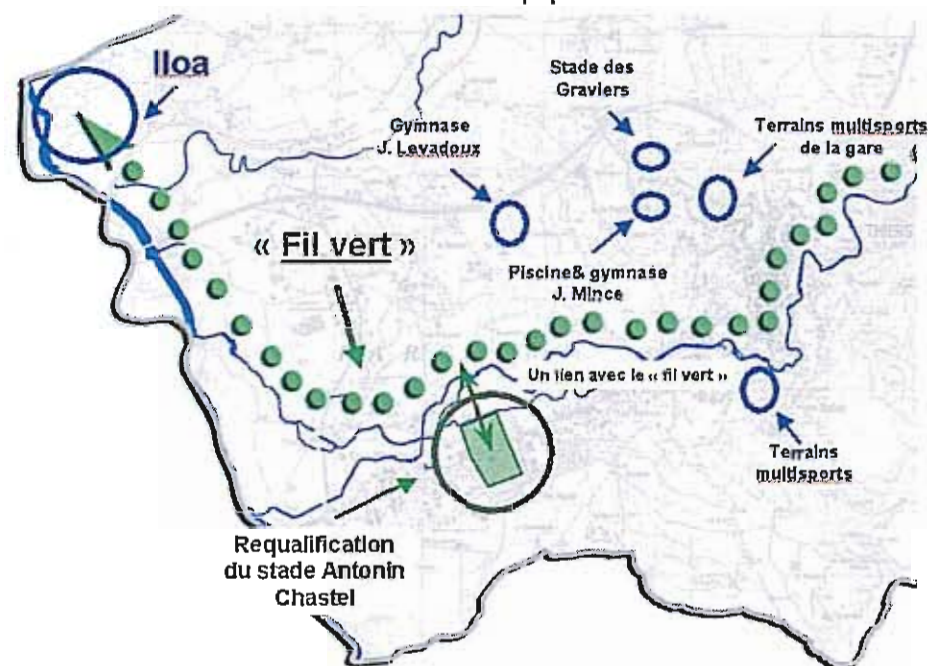 Iloa
Stade des
Graviers
Gymnase
J. Levadoux
Terrains multisports
de la gare
« Fil vert »
Piscine& gymnase
J. Mince
Un lien avec le « fil vert »
Terrains
multisports
Requalification
du stade Antonin
Chastel